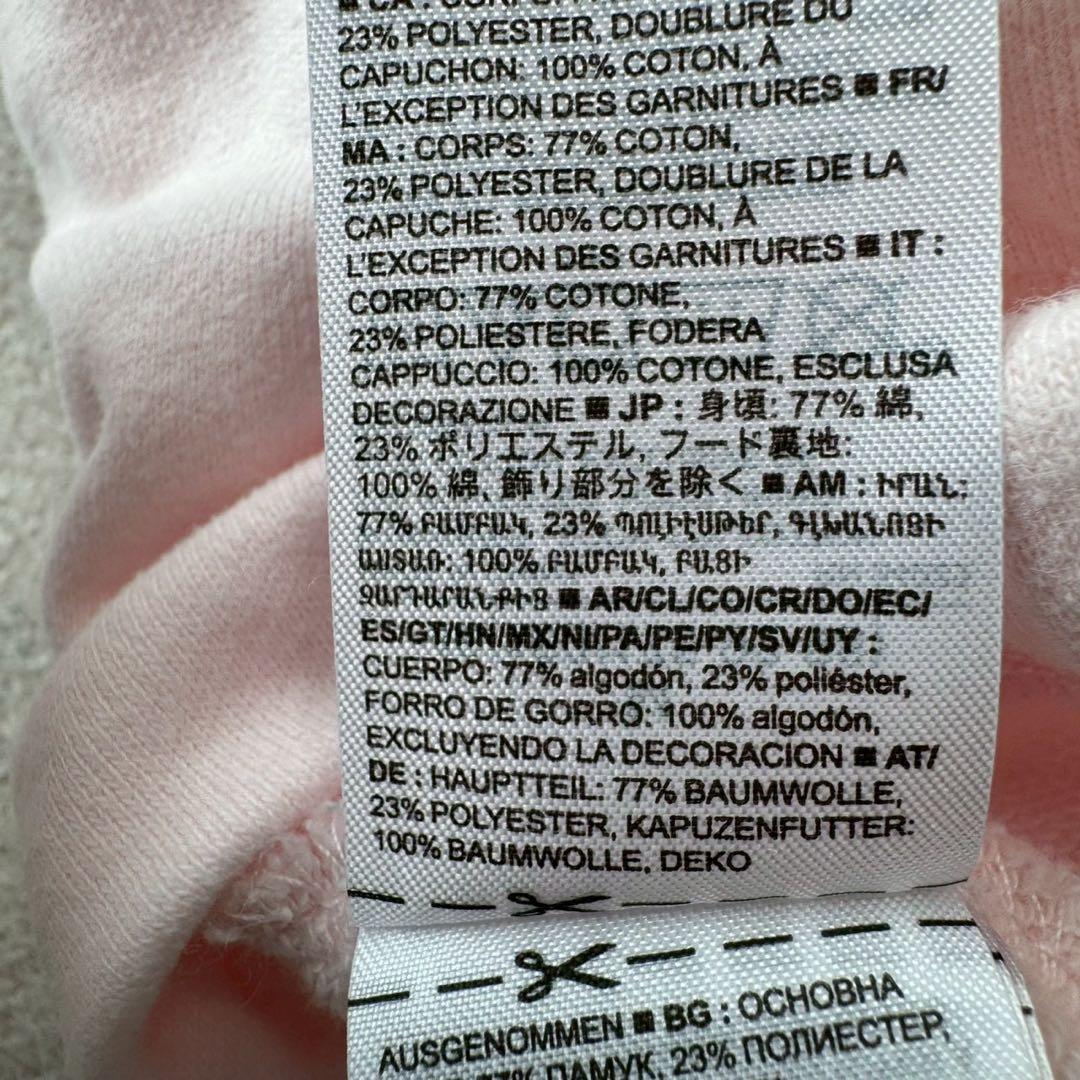 23% POLYESTER, DOUBLURE DU
CAPUCHON: 100% COTON, À
L'EXCEPTION DES GARNITURES ■ FR/
MA : CORPS: 77% COTON,
23% POLYESTER, DOUBLURE DE LA
CAPUCHE: 100% COTON, À
L'EXCEPTION DES GARNITURES ■ IT :
CORPO: 77% COTONE,
23% POLIESTERE, FODERA
CAPPUCCIO: 100% COTONE, ESCLUSA
DECORAZIONE ■ JP : 身頃: 77% 綿,
23% ポリエステル, フード裏地:
100% 綿, 飾り部分を除く ■ AM : ԻՐԱՆ:
77% ԲԱՄԲԱԿ, 23% ՊՈԼԻԷՍԹԵՐ, ԳԼԽԱՆՈՑԻ
ԱՍՏԱՌ: 100% ԲԱՄԲԱԿ, ԲԱՑԻ
ԶԱՐԴԱՐԱՆՔԻՑ ■ AR/CL/CO/CR/DO/EC/
ES/GT/HN/MX/NI/PA/PE/PY/SV/UY :
CUERPO: 77% algodón, 23% poliéster,
FORRO DE GORRO: 100% algodón,
EXCLUYENDO LA DECORACION ■ AT/
DE : HAUPTTEIL: 77% BAUMWOLLE,
23% POLYESTER, KAPUZENFUTTER:
100% BAUMWOLLE, DEKO
AUSGENOMMEN ■ BG : ОСНОВНА
77% ПАМУК, 23% ПОЛИЕСТЕР,